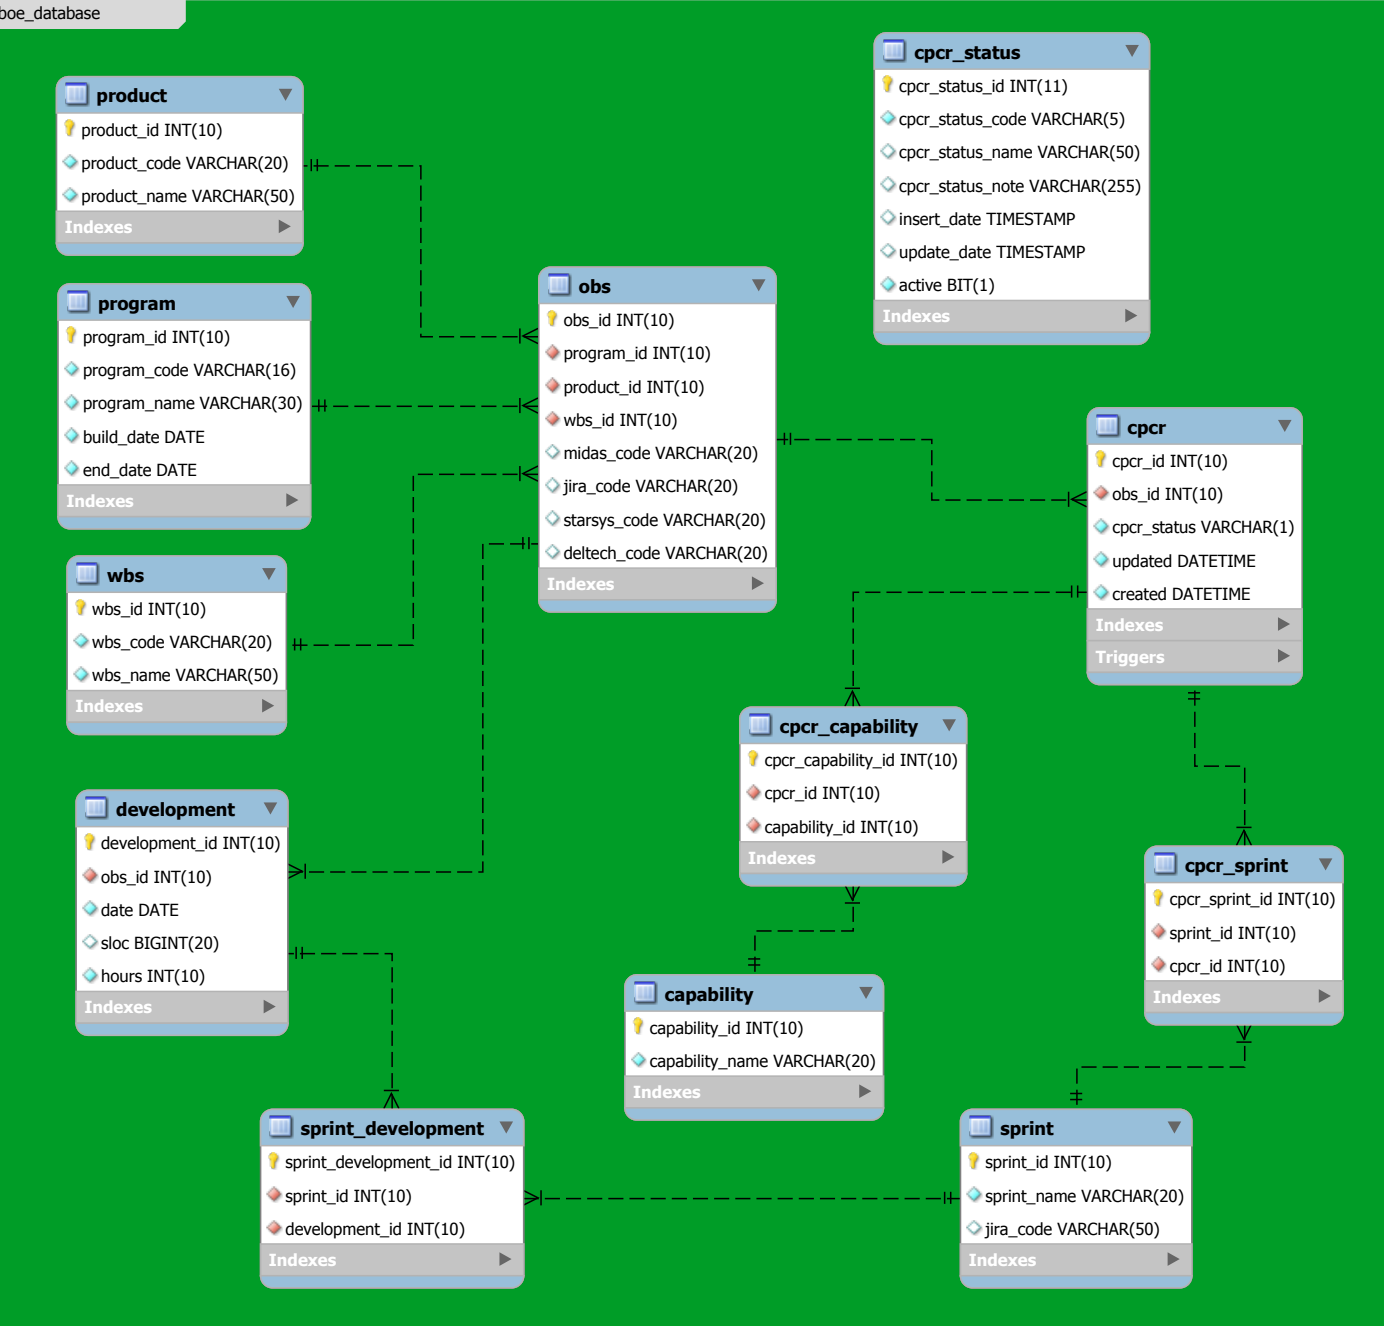 boe_database
cpcr_status
cpcr_status_id INT(11)
cpcr_status_code VARCHAR(5)
cpcr_status_name VARCHAR(50)
cpcr_status_note VARCHAR(255)
insert_date TIMESTAMP
update_date TIMESTAMP
active BIT(1)
Indexes
product
product_id INT(10)
product_code VARCHAR(20)
product_name VARCHAR(50)
Indexes
program
program_id INT(10)
program_code VARCHAR(16)
program_name VARCHAR(30)
build_date DATE
end_date DATE
Indexes
obs
obs_id INT(10)
program_id INT(10)
product_id INT(10)
wbs_id INT(10)
midas_code VARCHAR(20)
jira_code VARCHAR(20)
starsys_code VARCHAR(20)
deltech_code VARCHAR(20)
Indexes
cpcr
cpcr_id INT(10)
obs_id INT(10)
cpcr_status VARCHAR(1)
updated DATETIME
created DATETIME
Indexes
Triggers
wbs
wbs_id INT(10)
wbs_code VARCHAR(20)
wbs_name VARCHAR(50)
Indexes
cpcr_capability
cpcr_capability_id INT(10)
cpcr_id INT(10)
capability_id INT(10)
Indexes
development
development_id INT(10)
obs_id INT(10)
date DATE
sloc BIGINT(20)
hours INT(10)
Indexes
cpcr_sprint
cpcr_sprint_id INT(10)
sprint_id INT(10)
cpcr_id INT(10)
Indexes
capability
capability_id INT(10)
capability_name VARCHAR(20)
Indexes
sprint_development
sprint_development_id INT(10)
sprint_id INT(10)
development_id INT(10)
Indexes
sprint
sprint_id INT(10)
sprint_name VARCHAR(20)
jira_code VARCHAR(50)
Indexes